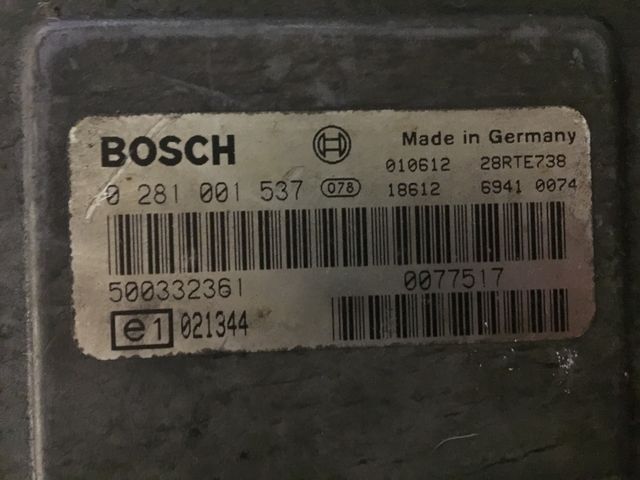 BOSCH
Made in Germany
010612 28RTE738
0 281 001 537 078 18612 6941 0074
500332361 0077517
e1 021344